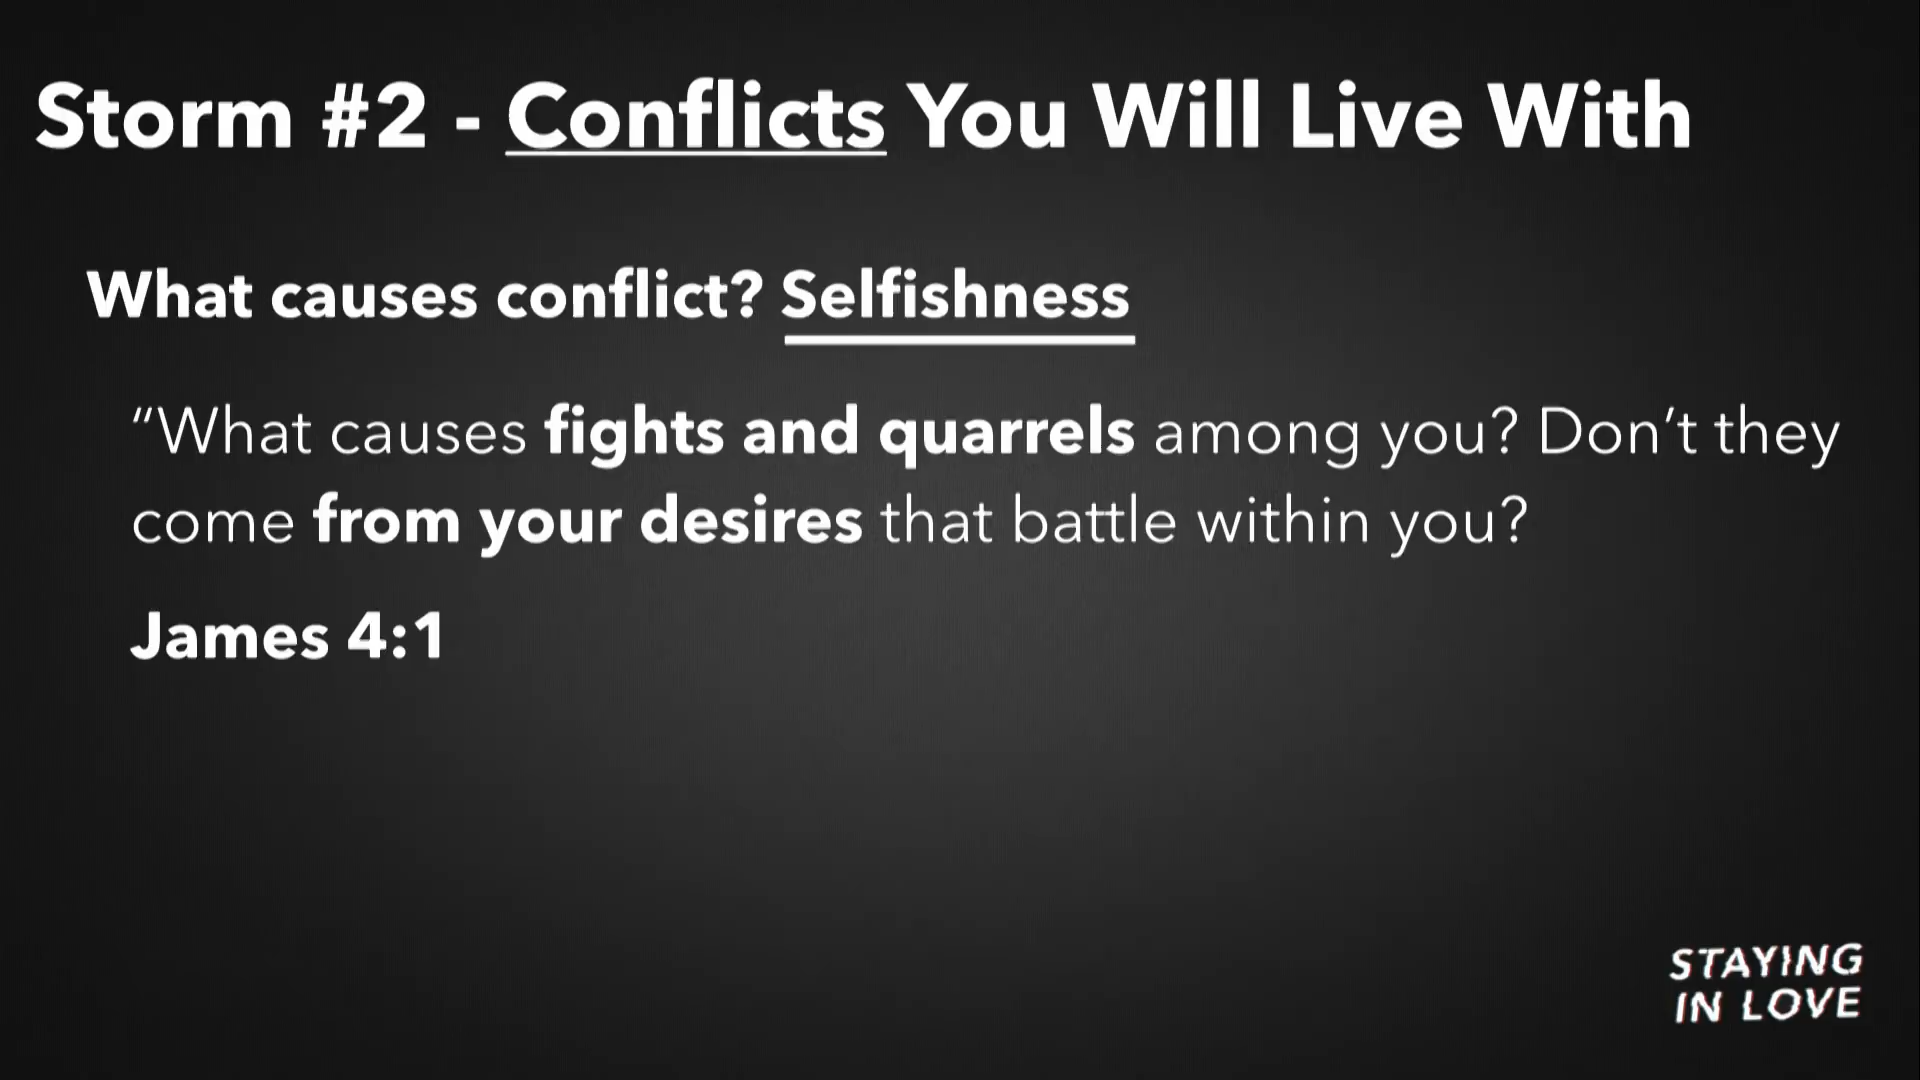 Storm #2 - Conflicts You Will Live With
What causes conflict? Selfishness
“What causes fights and quarrels among you? Don’t they
come from your desires that battle within you?
James 4:1
STAYING
IN LOVE